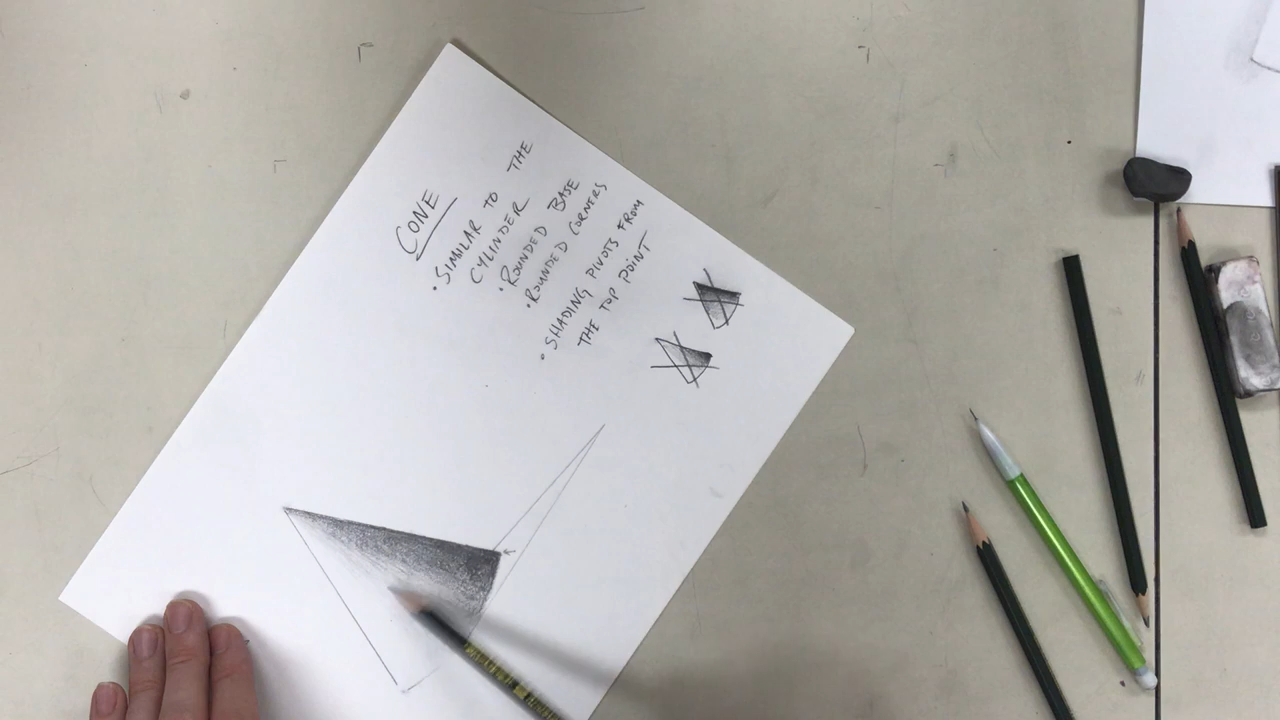 CONE
• SIMILAR TO THE
CYLINDER
• ROUNDED BASE
• ROUNDED CORNERS
• SHADING PIVOTS FROM
THE TOP POINT